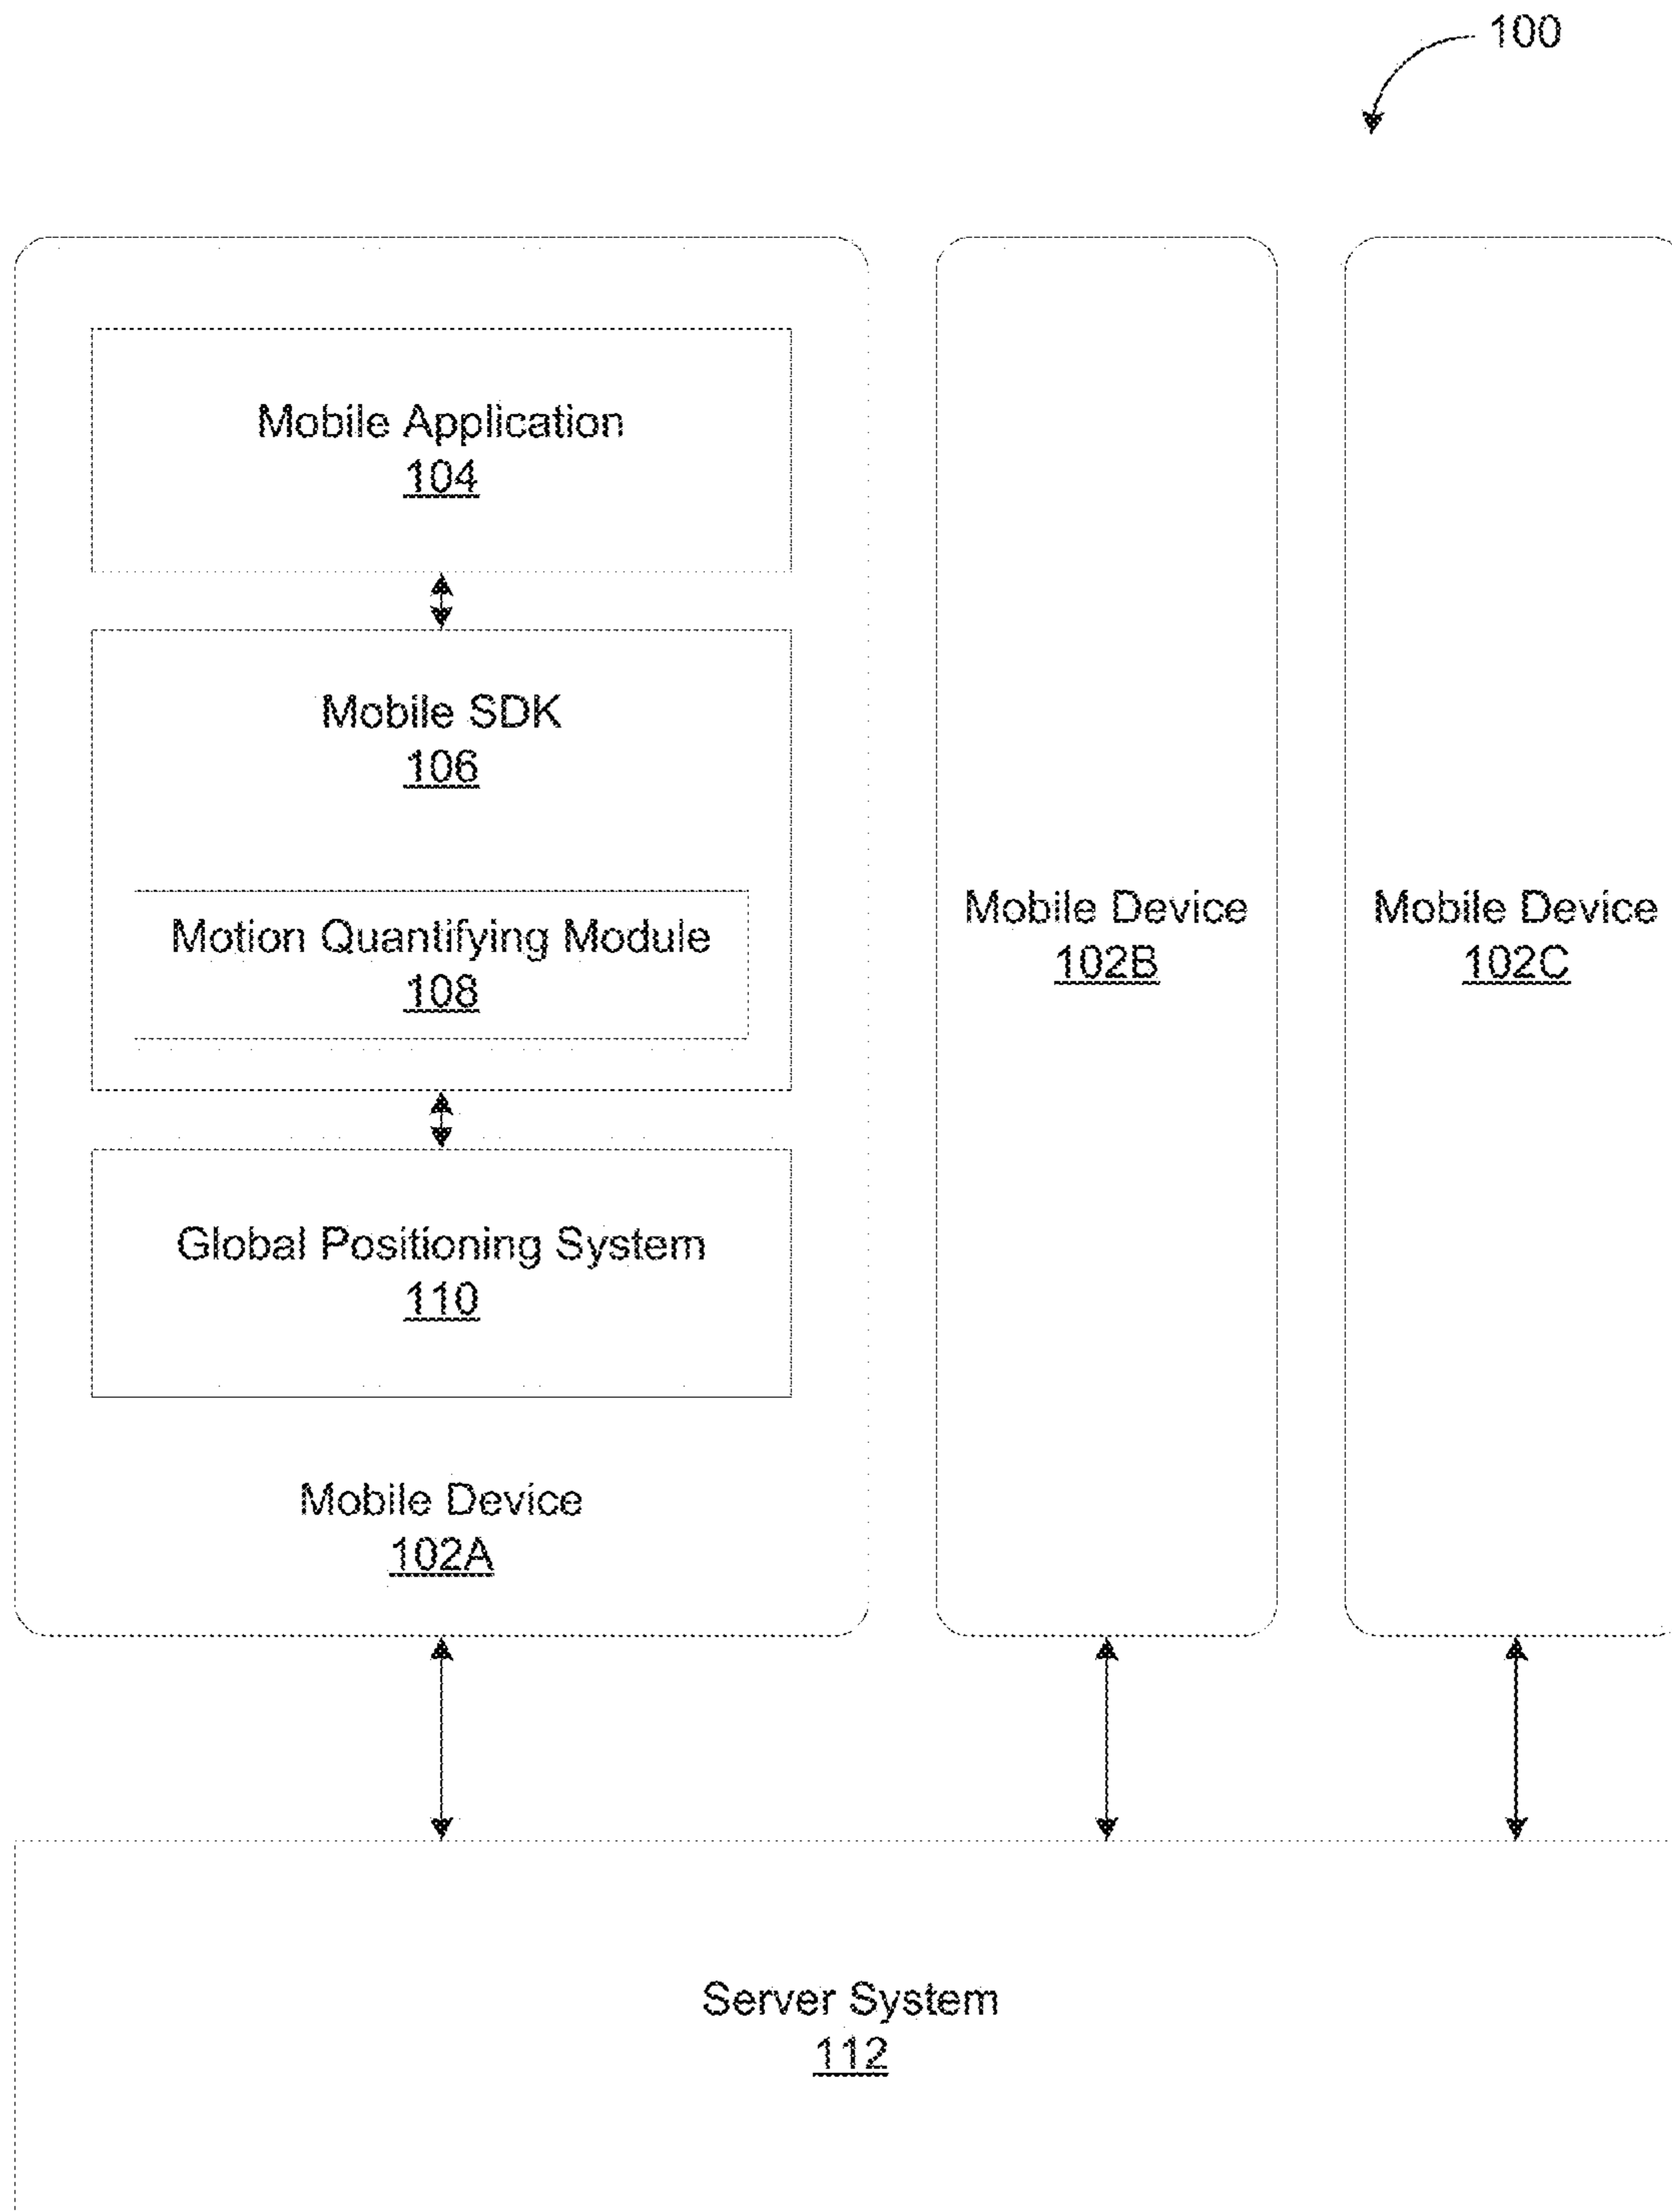 100
Mobile Application
104
Mobile SDK
106
Motion Quantifying Module
108
Global Positioning System
110
Mobile Device
102A
Mobile Device
102B
Mobile Device
102C
Server System
112